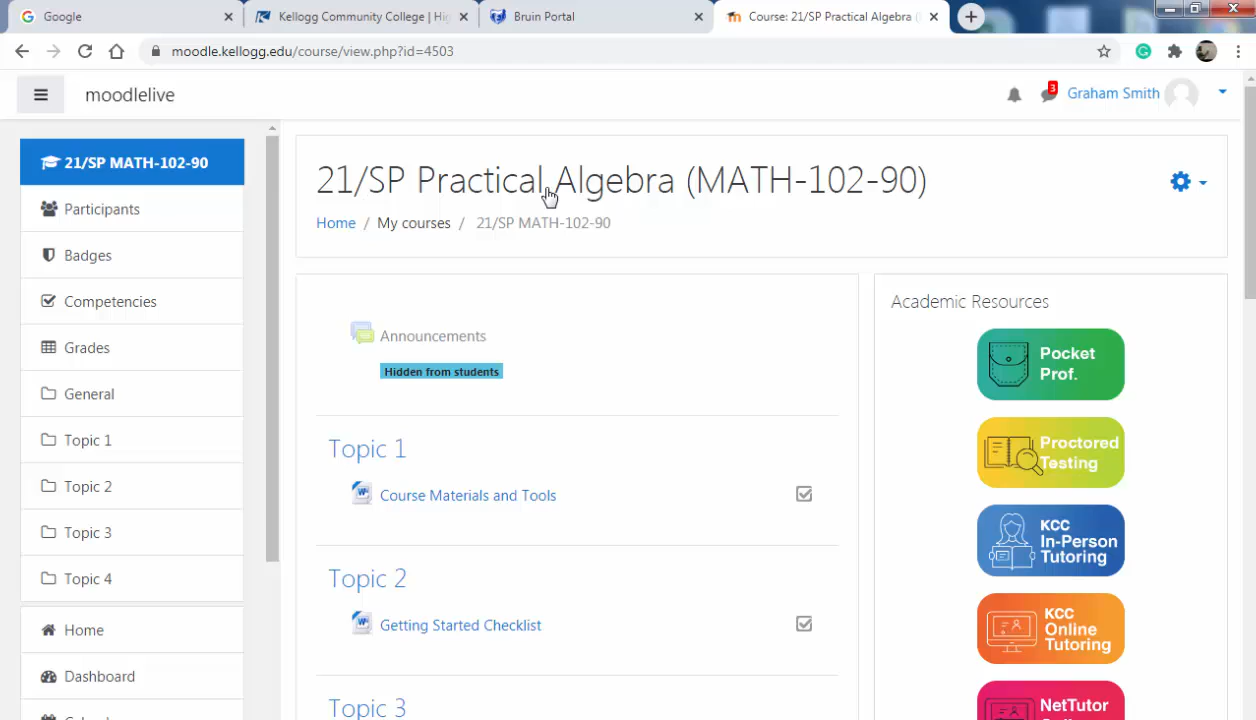 Google
Kellogg Community College | Hig
Bruin Portal
Course: 21/SP Practical Algebra (
moodle.kellogg.edu/course/view.php?id=4503
moodlelive
3
Graham Smith
21/SP MATH-102-90
Participants
Badges
Competencies
Grades
General
Topic 1
Topic 2
Topic 3
Topic 4
Home
Dashboard
21/SP Practical Algebra (MATH-102-90)
Home / My courses / 21/SP MATH-102-90
Announcements
Hidden from students
Topic 1
Course Materials and Tools
Topic 2
Getting Started Checklist
Topic 3
Academic Resources
Pocket
Prof.
Proctored
Testing
KCC
In-Person
Tutoring
KCC
Online
Tutoring
NetTutor